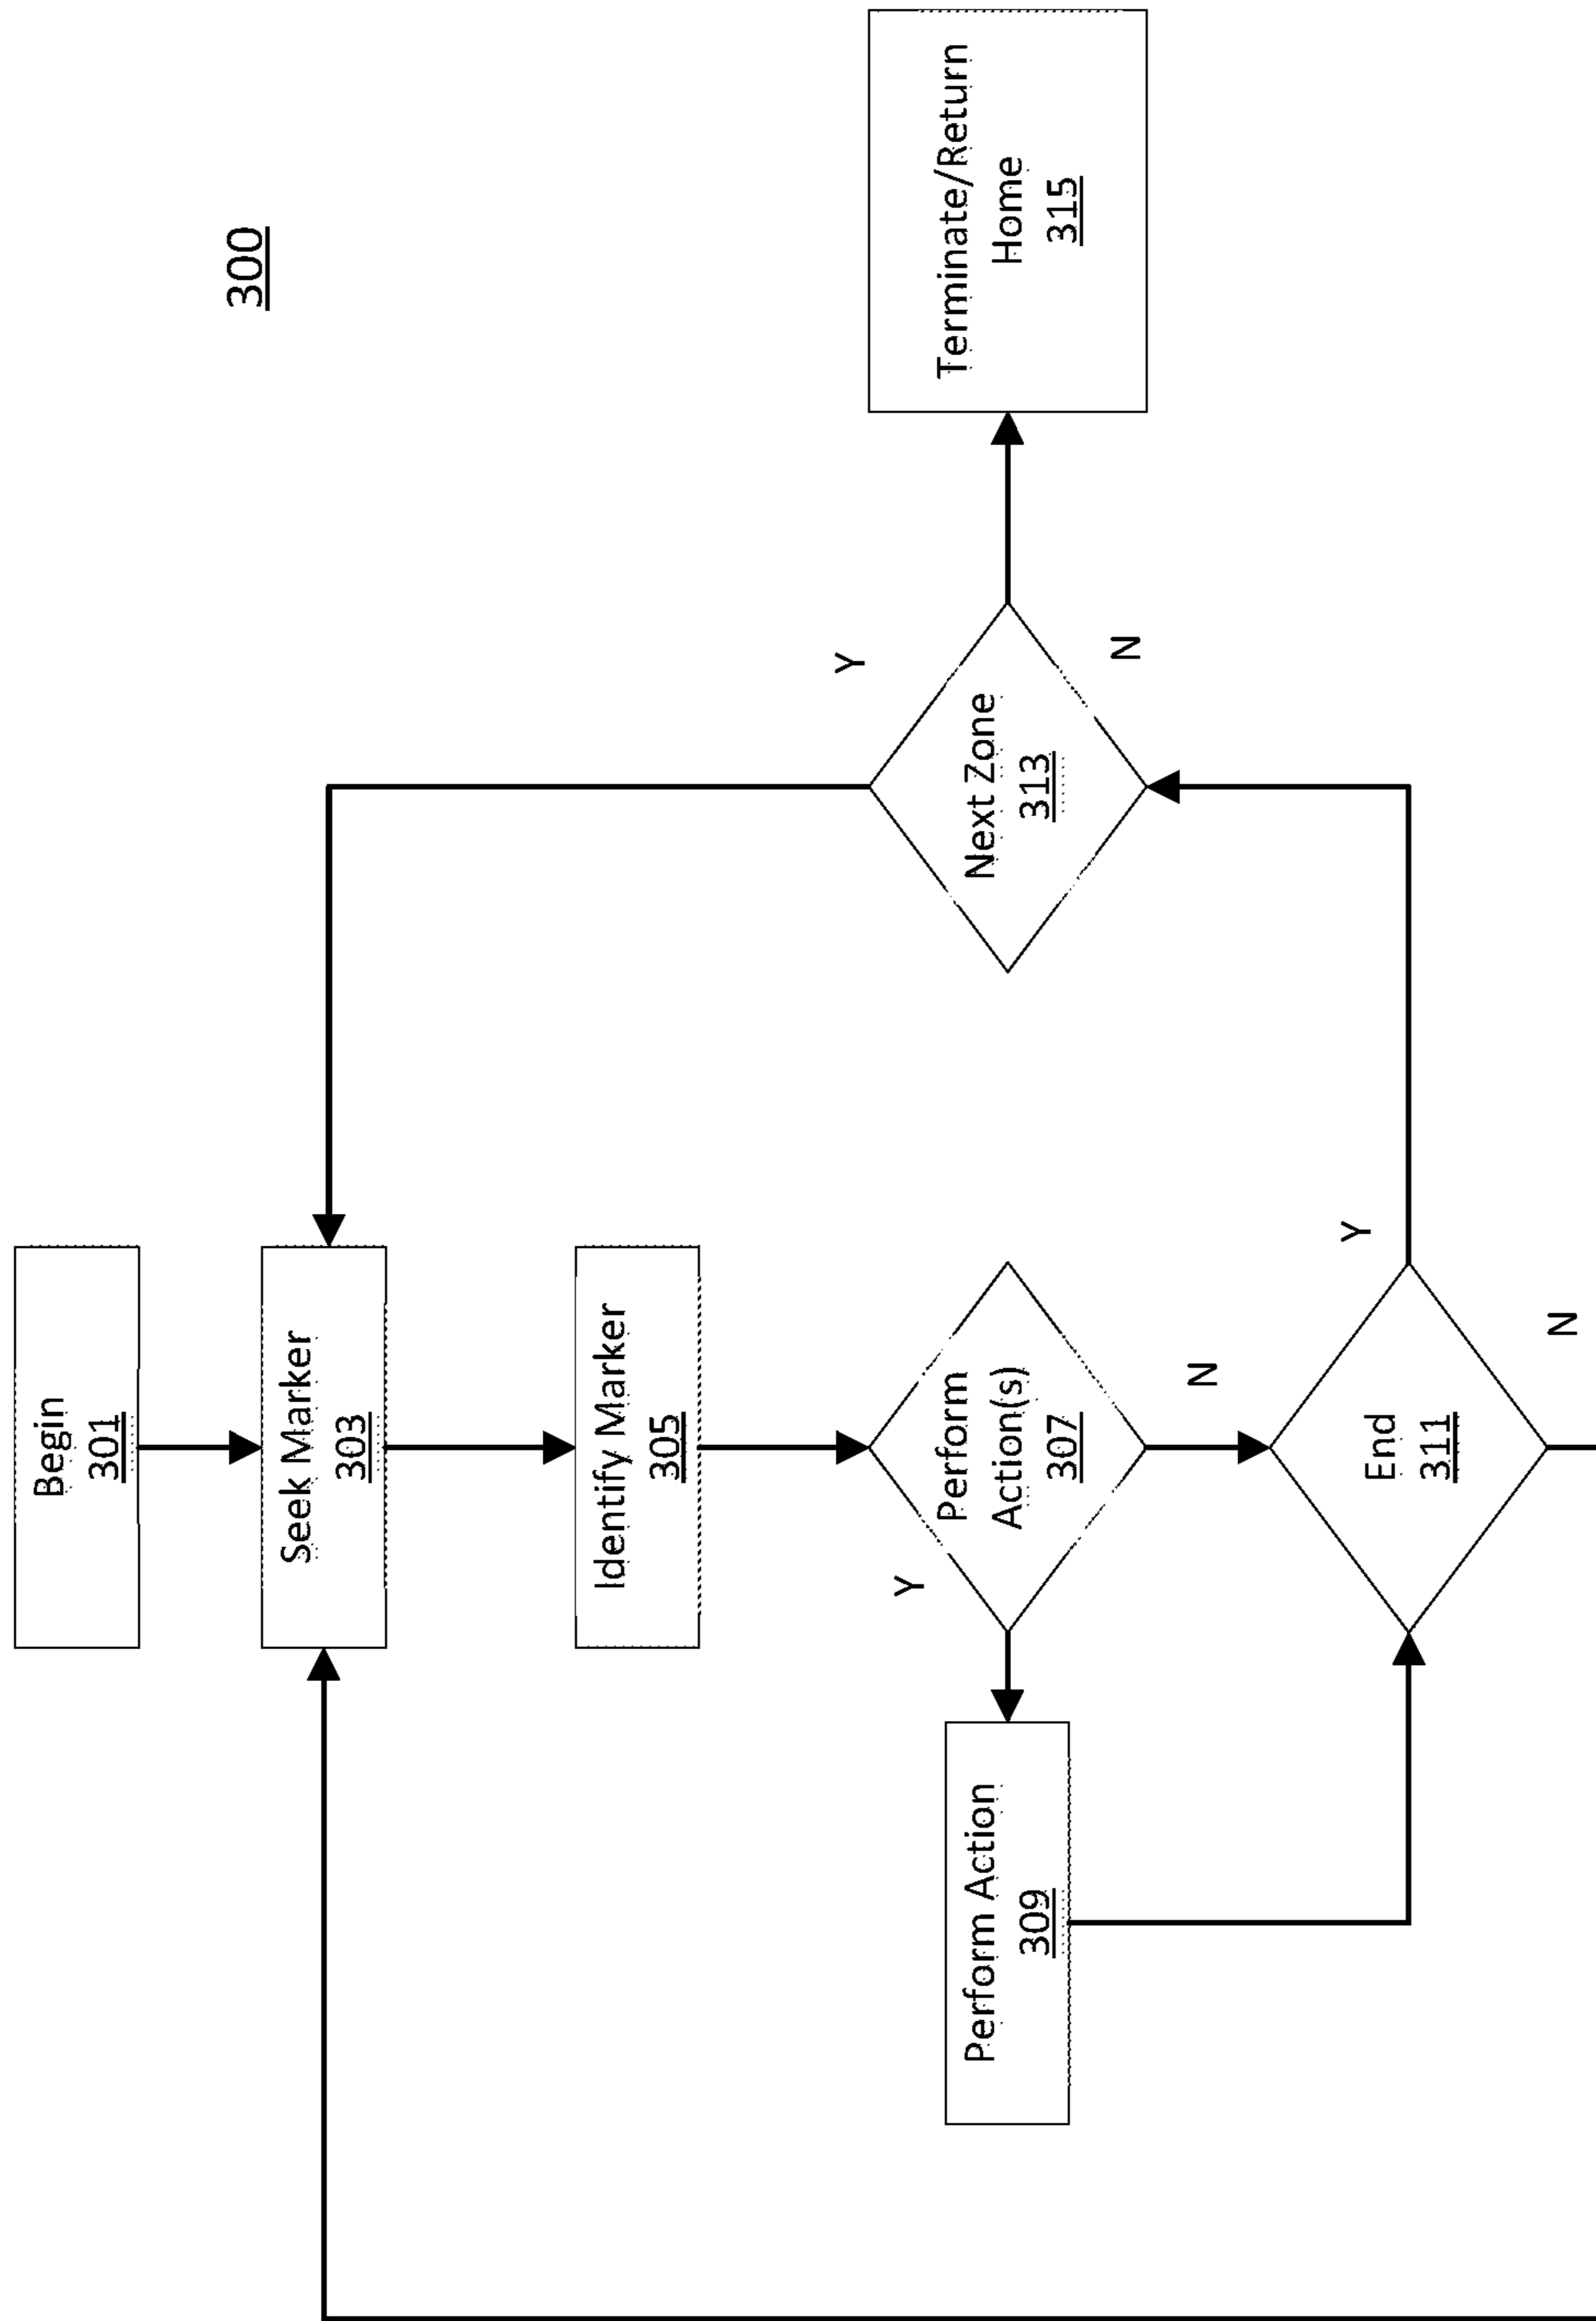 300
Begin
301
Seek Marker
303
Identify Marker
305
Perform
Action(s)
307
Y
N
Perform Action
309
End
311
Y
N
Next Zone
313
Y
N
Terminate/Return
Home
315